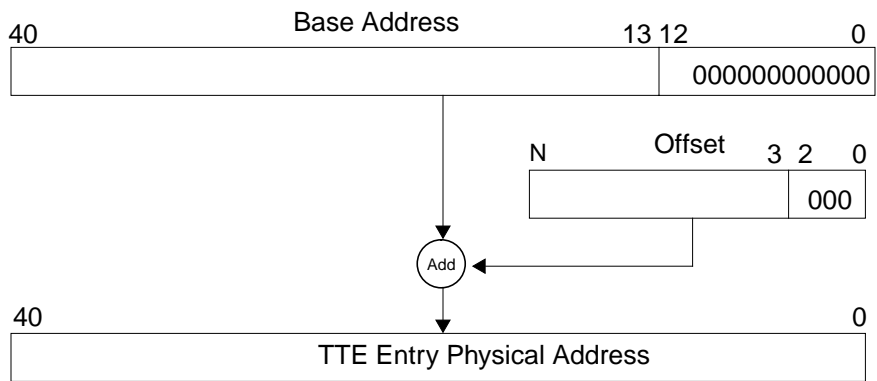 Base Address
40 13 12 0
000000000000
Offset
N 3 2 0
000
Add
40 0
TTE Entry Physical Address